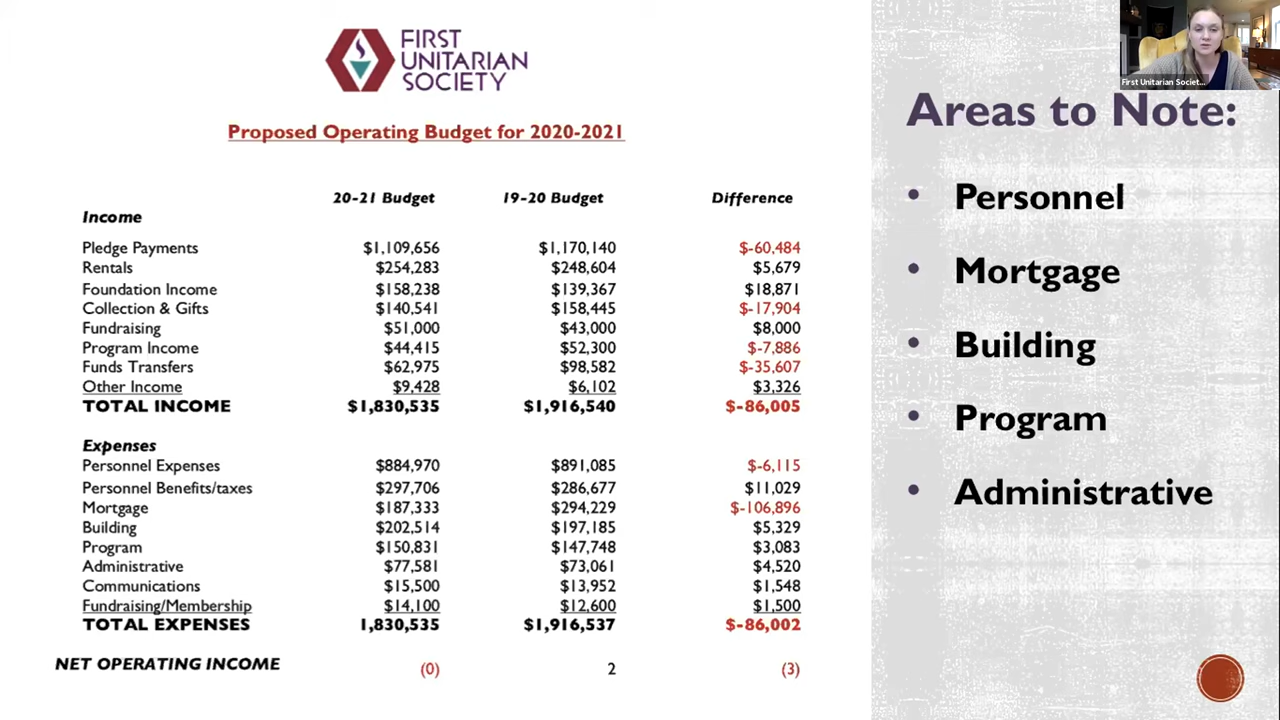 FIRST
UNITARIAN
SOCIETY
Proposed Operating Budget for 2020-2021
20-21 Budget 19-20 Budget Difference
Income
Pledge Payments $1,109,656 $1,170,140 $-60,484
Rentals $254,283 $248,604 $5,679
Foundation Income $158,238 $139,367 $18,871
Collection & Gifts $140,541 $158,445 $-17,904
Fundraising $51,000 $43,000 $8,000
Program Income $44,415 $52,300 $-7,886
Funds Transfers $62,975 $98,582 $-35,607
Other Income $9,428 $6,102 $3,326
TOTAL INCOME $1,830,535 $1,916,540 $-86,005
Expenses
Personnel Expenses $884,970 $891,085 $-6,115
Personnel Benefits/taxes $297,706 $286,677 $11,029
Mortgage $187,333 $294,229 $-106,896
Building $202,514 $197,185 $5,329
Program $150,831 $147,748 $3,083
Administrative $77,581 $73,061 $4,520
Communications $15,500 $13,952 $1,548
Fundraising/Membership $14,100 $12,600 $1,500
TOTAL EXPENSES 1,830,535 $1,916,537 $-86,002
NET OPERATING INCOME (0) 2 (3)
First Unitarian Societ...
Areas to Note:
• Personnel
• Mortgage
• Building
• Program
• Administrative